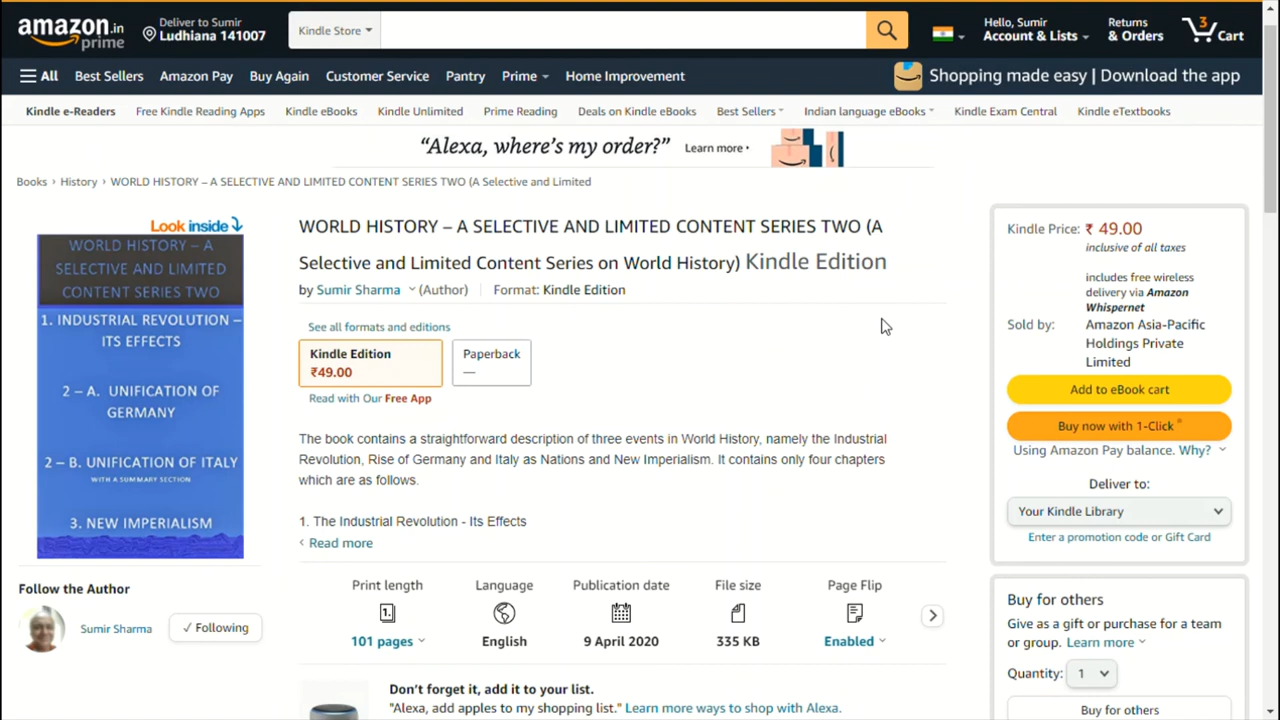 amazon.in
prime
Deliver to Sumir
Ludhiana 141007
Kindle Store
Hello, Sumir
Account & Lists
Returns
& Orders
3
Cart
All
Best Sellers
Amazon Pay
Buy Again
Customer Service
Pantry
Prime
Home Improvement
Shopping made easy | Download the app
Kindle e-Readers
Free Kindle Reading Apps
Kindle eBooks
Kindle Unlimited
Prime Reading
Deals on Kindle eBooks
Best Sellers
Indian language eBooks
Kindle Exam Central
Kindle eTextbooks
“Alexa, where’s my order?”
Learn more
Books › History › WORLD HISTORY – A SELECTIVE AND LIMITED CONTENT SERIES TWO (A Selective and Limited
Look inside
WORLD HISTORY – A
SELECTIVE AND LIMITED
CONTENT SERIES TWO
1. INDUSTRIAL REVOLUTION –
ITS EFFECTS
2 – A. UNIFICATION OF
GERMANY
2 – B. UNIFICATION OF ITALY
WITH A SUMMARY SECTION
3. NEW IMPERIALISM
Follow the Author
Sumir Sharma
✓ Following
WORLD HISTORY – A SELECTIVE AND LIMITED CONTENT SERIES TWO (A
Selective and Limited Content Series on World History) Kindle Edition
by Sumir Sharma (Author) | Format: Kindle Edition
See all formats and editions
Kindle Edition
₹49.00
Paperback
—
Read with Our Free App
The book contains a straightforward description of three events in World History, namely the Industrial
Revolution, Rise of Germany and Italy as Nations and New Imperialism. It contains only four chapters
which are as follows.
1. The Industrial Revolution - Its Effects
‹ Read more
Print length
1.
101 pages
Language
English
Publication date
9 April 2020
File size
335 KB
Page Flip
Enabled
Don’t forget, add it to your list.
"Alexa, add apples to my shopping list." Learn more ways to shop with Alexa.
Kindle Price: ₹ 49.00
inclusive of all taxes
includes free wireless
delivery via Amazon
Whispernet
Sold by: Amazon Asia-Pacific
Holdings Private
Limited
Add to eBook cart
Buy now with 1-Click ®
Using Amazon Pay balance. Why?
Deliver to:
Your Kindle Library
Enter a promotion code or Gift Card
Buy for others
Give as a gift or purchase for a team
or group. Learn more
Quantity: 1
Buy for others